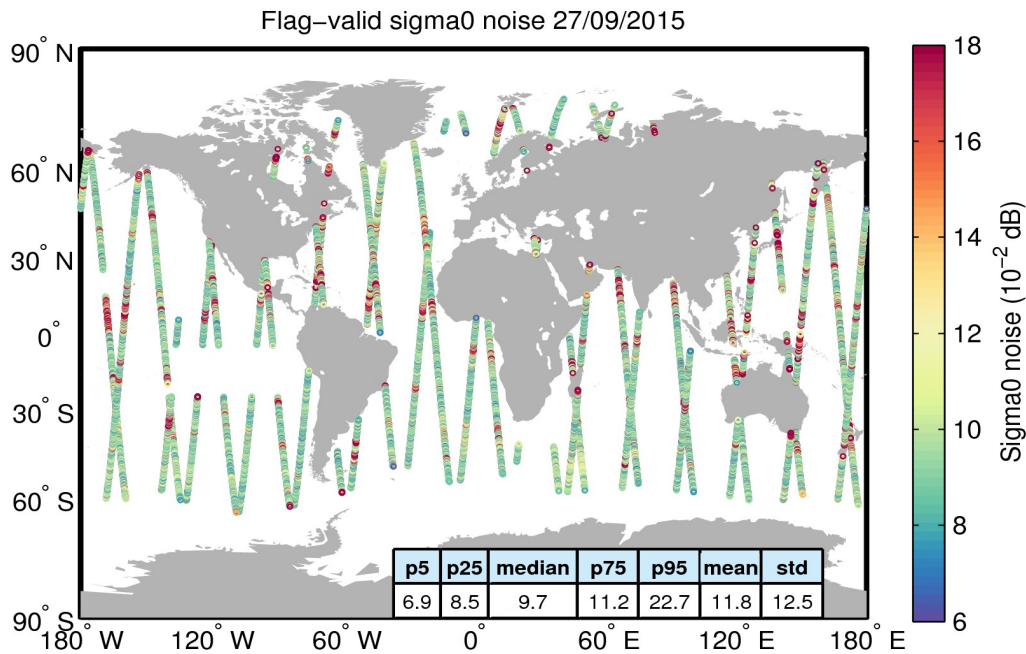 Flag−valid sigma0 noise 27/09/2015
90° N
60° N
30° N
0°
30° S
60° S
90° S
180° W
120° W
60° W
0°
60° E
120° E
180° E
p5 p25 median p75 p95 mean std
6.9 8.5 9.7 11.2 22.7 11.8 12.5
18
16
14
12
10
8
6
Sigma0 noise (10⁻² dB)